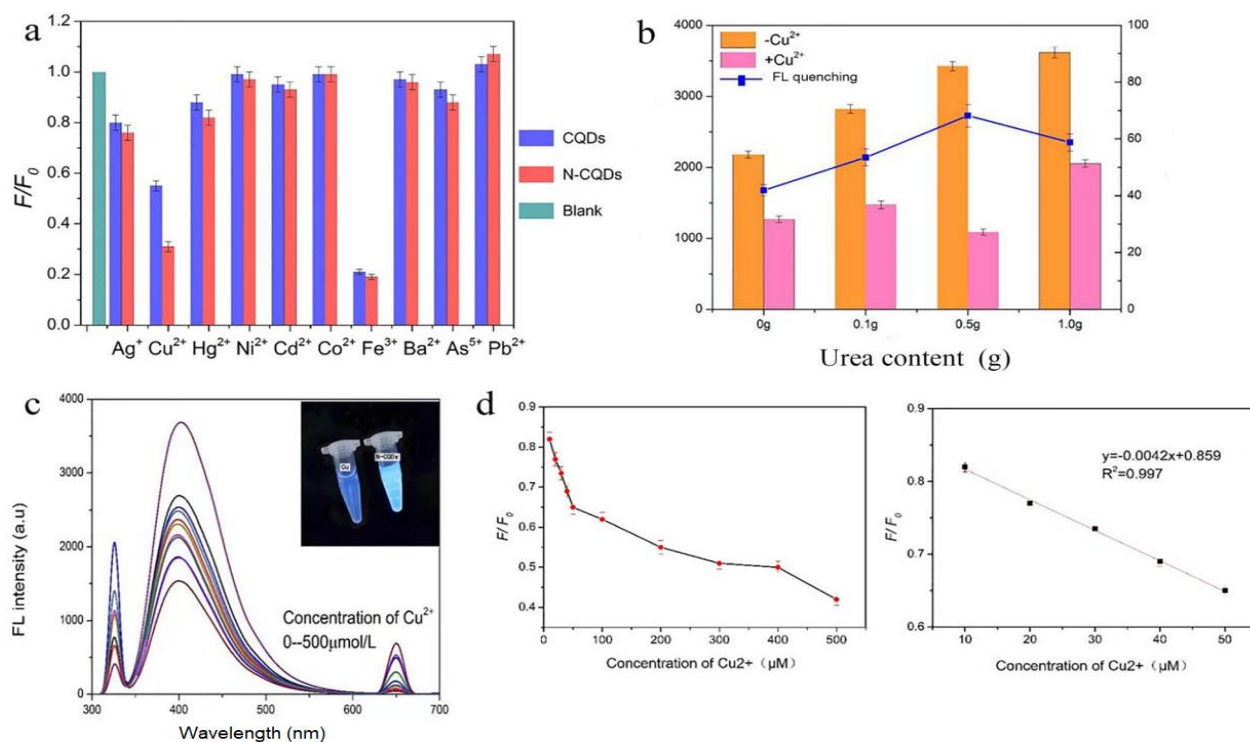 a
F/F₀
1.2
1.0
0.8
0.6
0.4
0.2
0.0
Ag⁺ Cu²⁺ Hg²⁺ Ni²⁺ Cd²⁺ Co²⁺ Fe³⁺ Ba²⁺ As⁵⁺ Pb²⁺
CQDs
N-CQDs
Blank
b
4000
3000
2000
1000
0
-Cu²⁺
+Cu²⁺
FL quenching
100
80
60
40
20
0
0g 0.1g 0.5g 1.0g
Urea content (g)
c
FL intensity (a.u)
4000
3000
2000
1000
0
Cu
N-CQDs
Concentration of Cu²⁺
0--500μmol/L
300 400 500 600 700
Wavelength (nm)
d
F/F₀
0.9
0.8
0.7
0.6
0.5
0.4
0 100 200 300 400 500
Concentration of Cu2+（μM）
F/F₀
0.9
0.8
0.7
0.6
y=-0.0042x+0.859
R²=0.997
10 20 30 40 50
Concentration of Cu2+（μM）